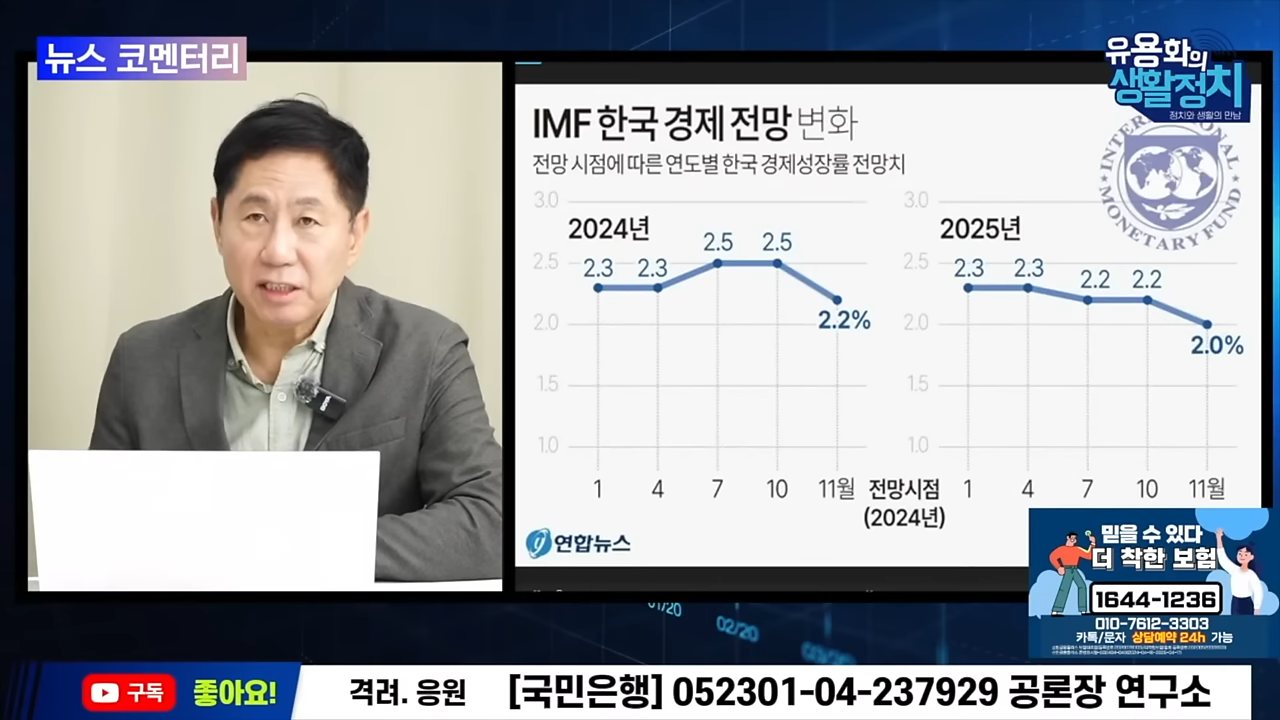 뉴스 코멘터리
유용화의
생활정치
정치와 생활의 만남
IMF 한국 경제 전망 변화
전망 시점에 따른 연도별 한국 경제성장률 전망치
INTERNATIONAL MONETARY FUND
3.0
2.5
2.0
1.5
1.0
2024년
2.3 2.3 2.5 2.5 2.2%
1 4 7 10 11월
전망시점
(2024년)
3.0
2.5
2.0
1.5
1.0
2025년
2.3 2.3 2.2 2.2 2.0%
1 4 7 10 11월
연합뉴스
믿을 수 있다
더 착한 보험
1644-1236
010-7612-3303
카톡/문자 상담예약 24h 가능
01/20
02/20
구독 좋아요! 격려. 응원 [국민은행] 052301-04-237929 공론장 연구소